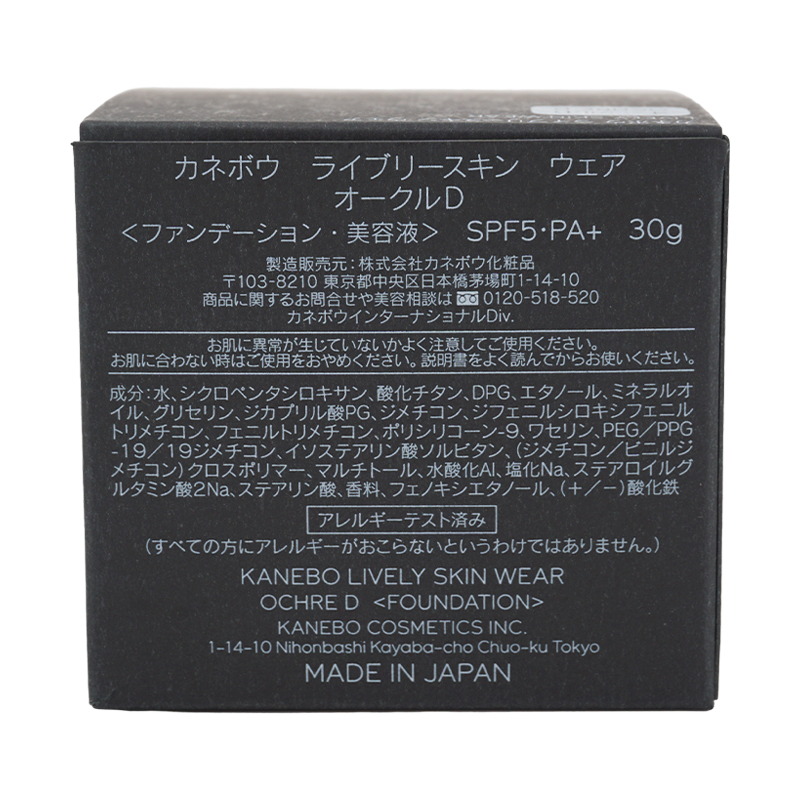 カネボウ ライブリースキン ウェア
オークルD
<ファンデーション・美容液> SPF5・PA+ 30g
製造販売元:株式会社カネボウ化粧品
〒103-8210 東京都中央区日本橋茅場町1-14-10
商品に関するお問合せや美容相談は 0120-518-520
カネボウインターナショナルDiv.
お肌に異常が生じていないかよく注意してご使用ください。
お肌に合わない時はご使用をおやめください。説明書をよく読んでからお使いください。
成分:水、シクロペンタシロキサン、酸化チタン、DPG、エタノール、ミネラルオ
イル、グリセリン、ジカプリル酸PG、ジメチコン、ジフェニルシロキシフェニル
トリメチコン、フェニルトリメチコン、ポリシリコーン-9、ワセリン、PEG/PPG
-19/19ジメチコン、イソステアリン酸ソルビタン、(ジメチコン/ビニルジ
メチコン)クロスポリマー、マルチトール、水酸化Al、塩化Na、ステアロイルグ
ルタミン酸2Na、ステアリン酸、香料、フェノキシエタノール、(+/-)酸化鉄
アレルギーテスト済み
(すべての方にアレルギーがおこらないというわけではありません。)
KANEBO LIVELY SKIN WEAR
OCHRE D <FOUNDATION>
KANEBO COSMETICS INC.
1-14-10 Nihonbashi Kayaba-cho Chuo-ku Tokyo
MADE IN JAPAN